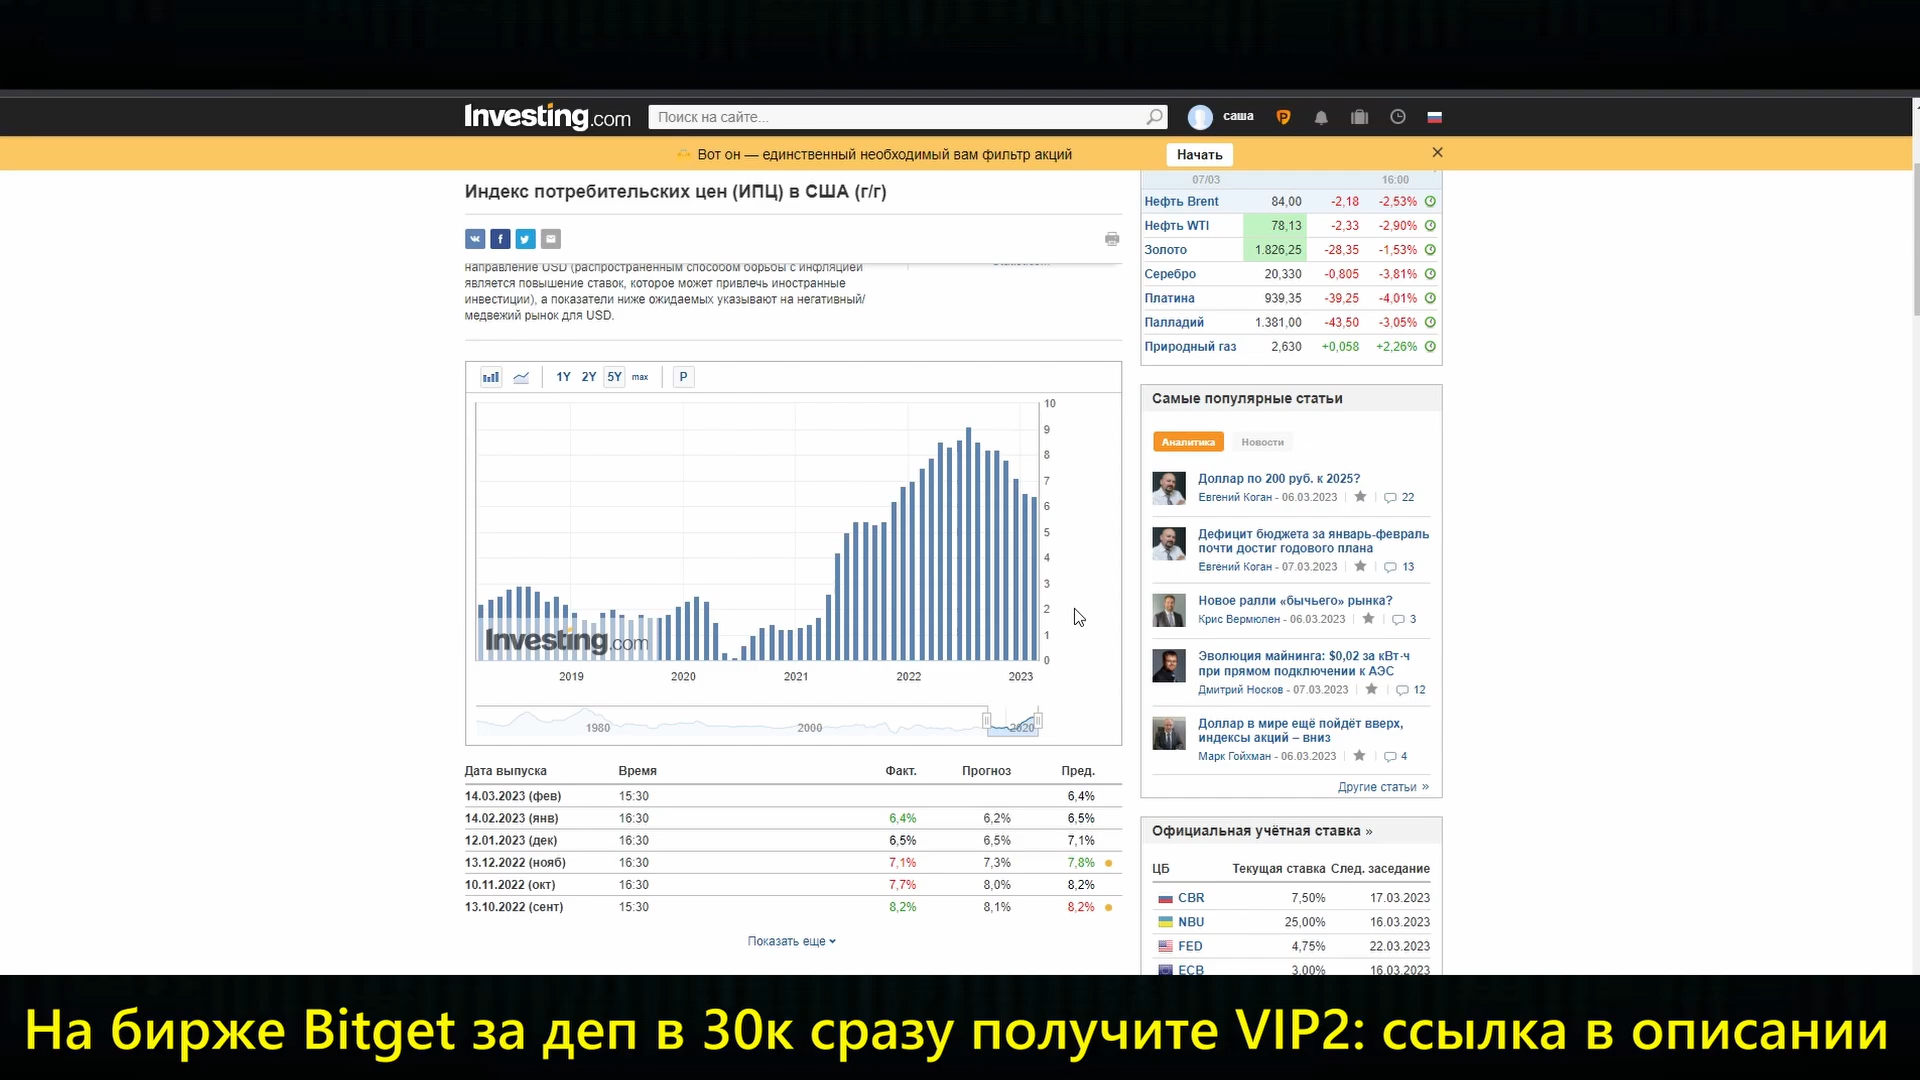 Investing.com
Поиск на сайте...
саша
Вот он — единственный необходимый вам фильтр акций
Начать
Индекс потребительских цен (ИПЦ) в США (г/г)
направление USD (распространенным способом борьбы с инфляцией
является повышение ставок, которое может привлечь иностранные
инвестиции), а показатели ниже ожидаемых указывают на негативный/
медвежий рынок для USD.
1Y 2Y 5Y max P
10
9
8
7
6
5
4
3
2
1
0
Investing.com
2019 2020 2021 2022 2023
1980 2000 2020
Дата выпуска Время Факт. Прогноз Пред.
14.03.2023 (фев) 15:30 6,4%
14.02.2023 (янв) 16:30 6,4% 6,2% 6,5%
12.01.2023 (дек) 16:30 6,5% 6,5% 7,1%
13.12.2022 (нояб) 16:30 7,1% 7,3% 7,8%
10.11.2022 (окт) 16:30 7,7% 8,0% 8,2%
13.10.2022 (сент) 15:30 8,2% 8,1% 8,2%
Показать еще
07/03 16:00
Нефть Brent 84,00 -2,18 -2,53%
Нефть WTI 78,13 -2,33 -2,90%
Золото 1.826,25 -28,35 -1,53%
Серебро 20,330 -0,805 -3,81%
Платина 939,35 -39,25 -4,01%
Палладий 1.381,00 -43,50 -3,05%
Природный газ 2,630 +0,058 +2,26%
Самые популярные статьи
Аналитика Новости
Доллар по 200 руб. к 2025?
Евгений Коган - 06.03.2023 22
Дефицит бюджета за январь-февраль
почти достиг годового плана
Евгений Коган - 07.03.2023 13
Новое ралли «бычьего» рынка?
Крис Вермюлен - 06.03.2023 3
Эволюция майнинга: $0,02 за кВт·ч
при прямом подключении к АЭС
Дмитрий Носков - 07.03.2023 12
Доллар в мире ещё пойдёт вверх,
индексы акций – вниз
Марк Гойхман - 06.03.2023 4
Другие статьи »
Официальная учётная ставка »
ЦБ Текущая ставка След. заседание
CBR 7,50% 17.03.2023
NBU 25,00% 16.03.2023
FED 4,75% 22.03.2023
ECB 3,00% 16.03.2023
На бирже Bitget за деп в 30к сразу получите VIP2: ссылка в описании